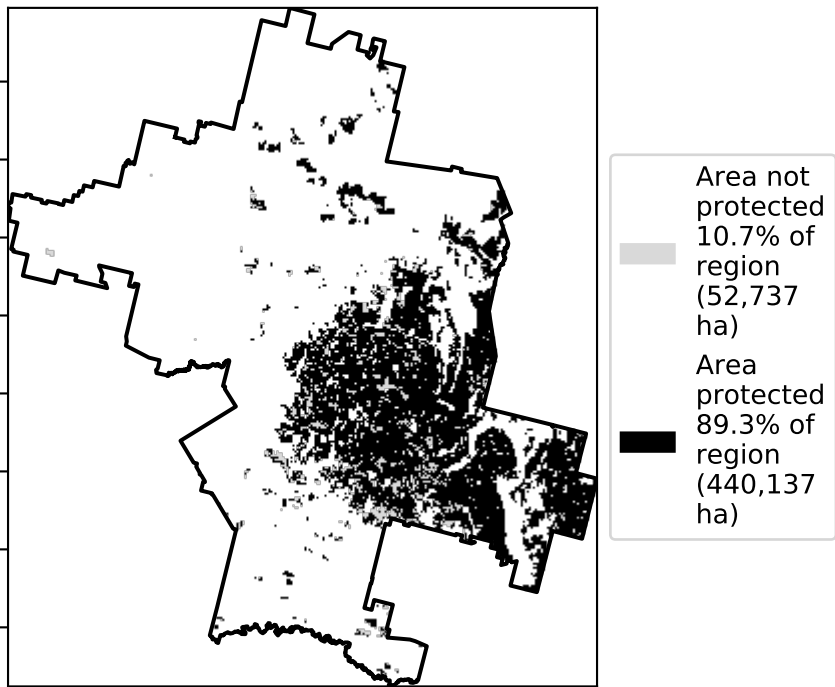 Area not
protected
10.7% of
region
(52,737
ha)
Area
protected
89.3% of
region
(440,137
ha)